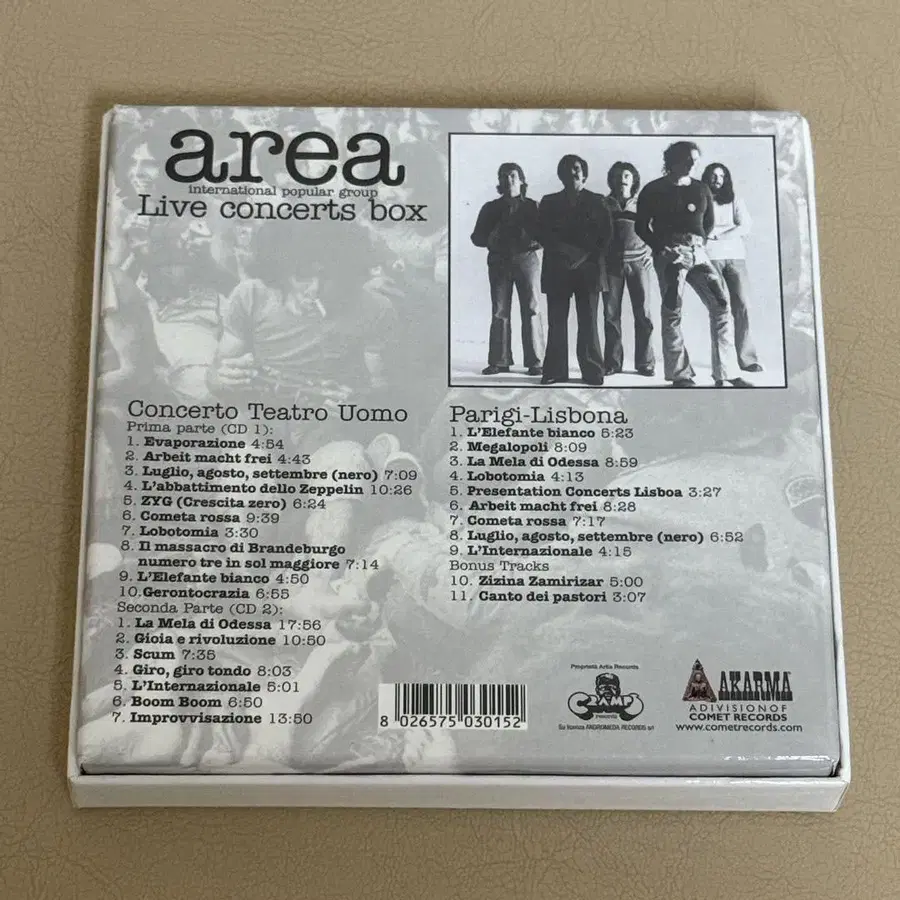 area
international popular group
Live concerts box
Concerto Teatro Uomo
Prima parte (CD 1):
1. Evaporazione 4:54
2. Arbeit macht frei 4:43
3. Luglio, agosto, settembre (nero) 7:09
4. L'abbattimento dello Zeppelin 10:26
5. ZYG (Crescita zero) 6:24
6. Cometa rossa 9:39
7. Lobotomia 3:30
8. Il massacro di Brandeburgo
numero tre in sol maggiore 7:14
9. L'Elefante bianco 4:50
10. Gerontocrazia 6:55
Seconda Parte (CD 2):
1. La Mela di Odessa 17:56
2. Gioia e rivoluzione 10:50
3. Scum 7:35
4. Giro, giro tondo 8:03
5. L'Internazionale 5:01
6. Boom Boom 6:50
7. Improvvisazione 13:50
Parigi-Lisbona
1. L'Elefante bianco 5:23
2. Megalopoli 8:09
3. La Mela di Odessa 8:59
4. Lobotomia 4:13
5. Presentation Concerts Lisboa 3:27
6. Arbeit macht frei 8:28
7. Cometa rossa 7:17
8. Luglio, agosto, settembre (nero) 6:52
9. L'Internazionale 4:15
Bonus Tracks
10. Zizina Zamirizar 5:00
11. Canto dei pastori 3:07
8 026575 030152
Proprietà Artis Records
CRAMPS
Su licenza ANDROMEDA RECORDS srl
AKARMA
A DIVISION OF
COMET RECORDS
www.cometrecords.com